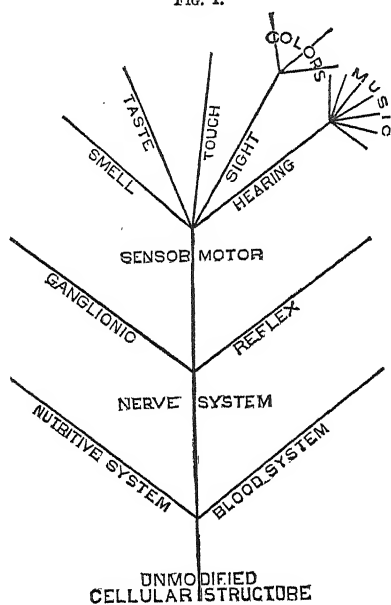 FIG. 1.
COLORS
MUSIC
TASTE
TOUCH
SMELL
SIGHT
HEARING
SENSOR MOTOR
GANGLIONIC
REFLEX
NERVE SYSTEM
NUTRITIVE SYSTEM
BLOOD SYSTEM
UNMODIFIED
CELLULAR STRUCTURE